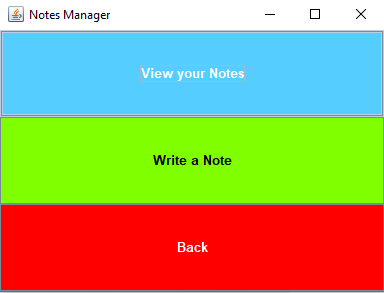 Notes Manager
View your Notes
Write a Note
Back